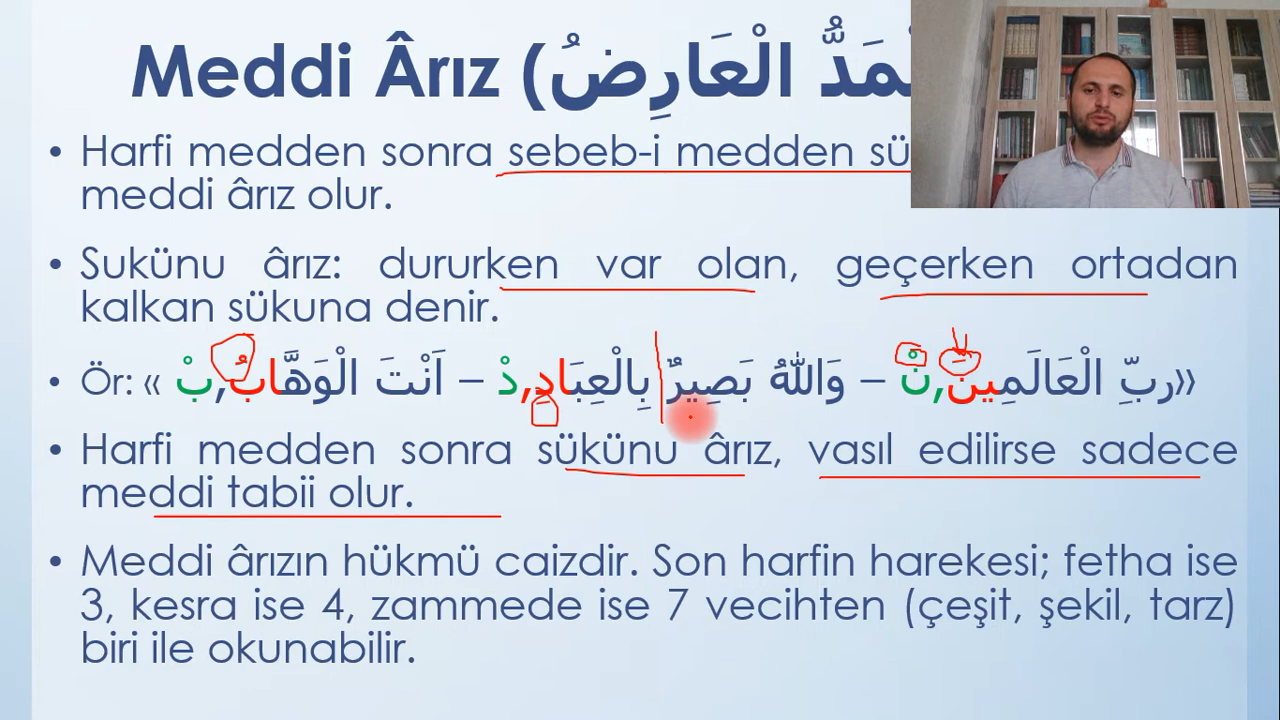 Meddi Ârız (لْمَدُّ الْعَارِضُ
• Harfi medden sonra sebeb-i medden sü
meddi ârız olur.
• Sukünu ârız: dururken var olan, geçerken ortadan
kalkan sükuna denir.
• Ör: « رَبِّ الْعَالَمِينَ,نْ – وَاللهُ بَصِيرٌ بِالْعِبَادِ,دْ – اَنْتَ الْوَهَّابُ,بْ»
• Harfi medden sonra sükünu ârız, vasıl edilirse sadece
meddi tabii olur.
• Meddi ârızın hükmü caizdir. Son harfin harekesi; fetha ise
3, kesra ise 4, zammede ise 7 vecihten (çeşit, şekil, tarz)
biri ile okunabilir.